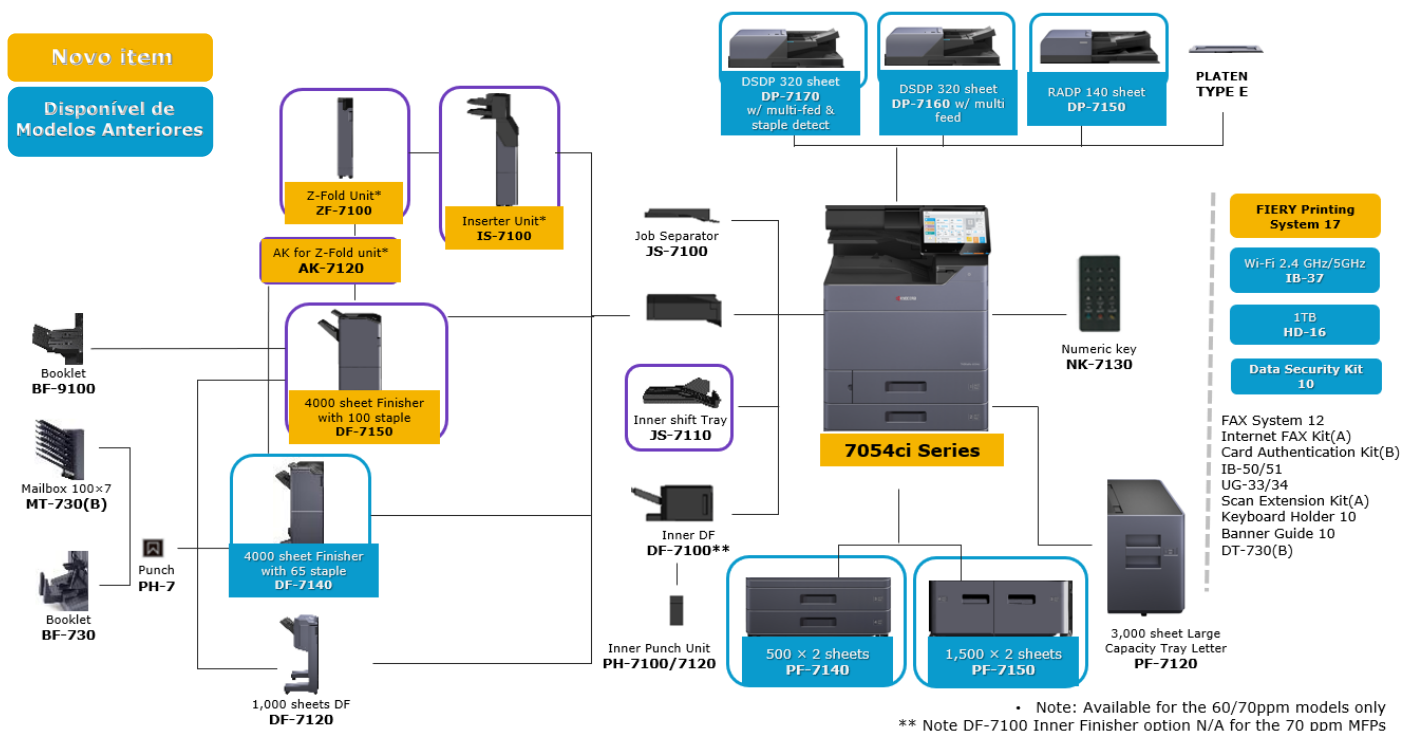 Novo item
Disponível de
Modelos Anteriores
DSDP 320 sheet
DP-7170
w/ multi-fed &
staple detect
DSDP 320 sheet
DP-7160 w/ multi
feed
RADP 140 sheet
DP-7150
PLATEN
TYPE E
Z-Fold Unit*
ZF-7100
Inserter Unit*
IS-7100
AK for Z-Fold unit*
AK-7120
Booklet
BF-9100
4000 sheet Finisher
with 100 staple
DF-7150
Mailbox 100×7
MT-730(B)
Punch
PH-7
4000 sheet Finisher
with 65 staple
DF-7140
Booklet
BF-730
1,000 sheets DF
DF-7120
Job Separator
JS-7100
Inner shift Tray
JS-7110
Inner DF
DF-7100**
Inner Punch Unit
PH-7100/7120
KYOCERA
7054ci Series
Numeric key
NK-7130
500 × 2 sheets
PF-7140
1,500 × 2 sheets
PF-7150
3,000 sheet Large
Capacity Tray Letter
PF-7120
FIERY Printing
System 17
Wi-Fi 2.4 GHz/5GHz
IB-37
1TB
HD-16
Data Security Kit
10
FAX System 12
Internet FAX Kit(A)
Card Authentication Kit(B)
IB-50/51
UG-33/34
Scan Extension Kit(A)
Keyboard Holder 10
Banner Guide 10
DT-730(B)
• Note: Available for the 60/70ppm models only
** Note DF-7100 Inner Finisher option N/A for the 70 ppm MFPs